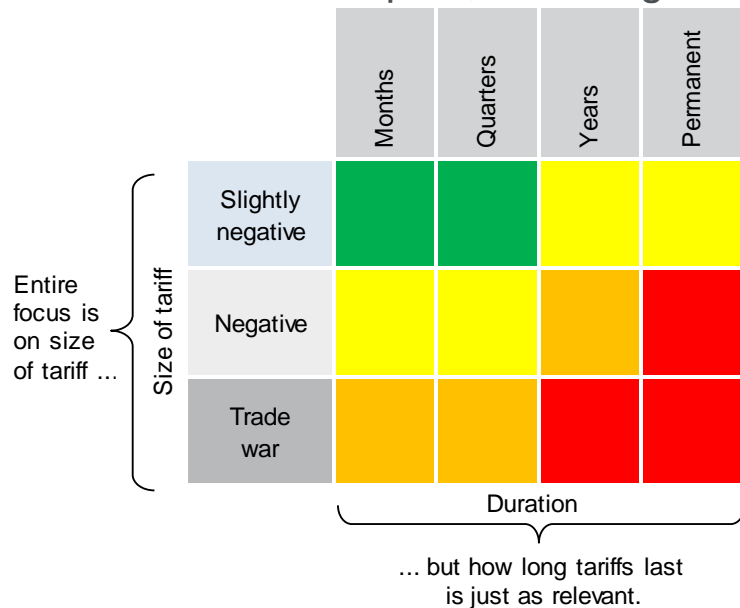 Months
Quarters
Years
Permanent
Slightly
negative
Entire
focus is
on size
of tariff ...
Size of tariff
Negative
Trade
war
Duration
... but how long tariffs last
is just as relevant.